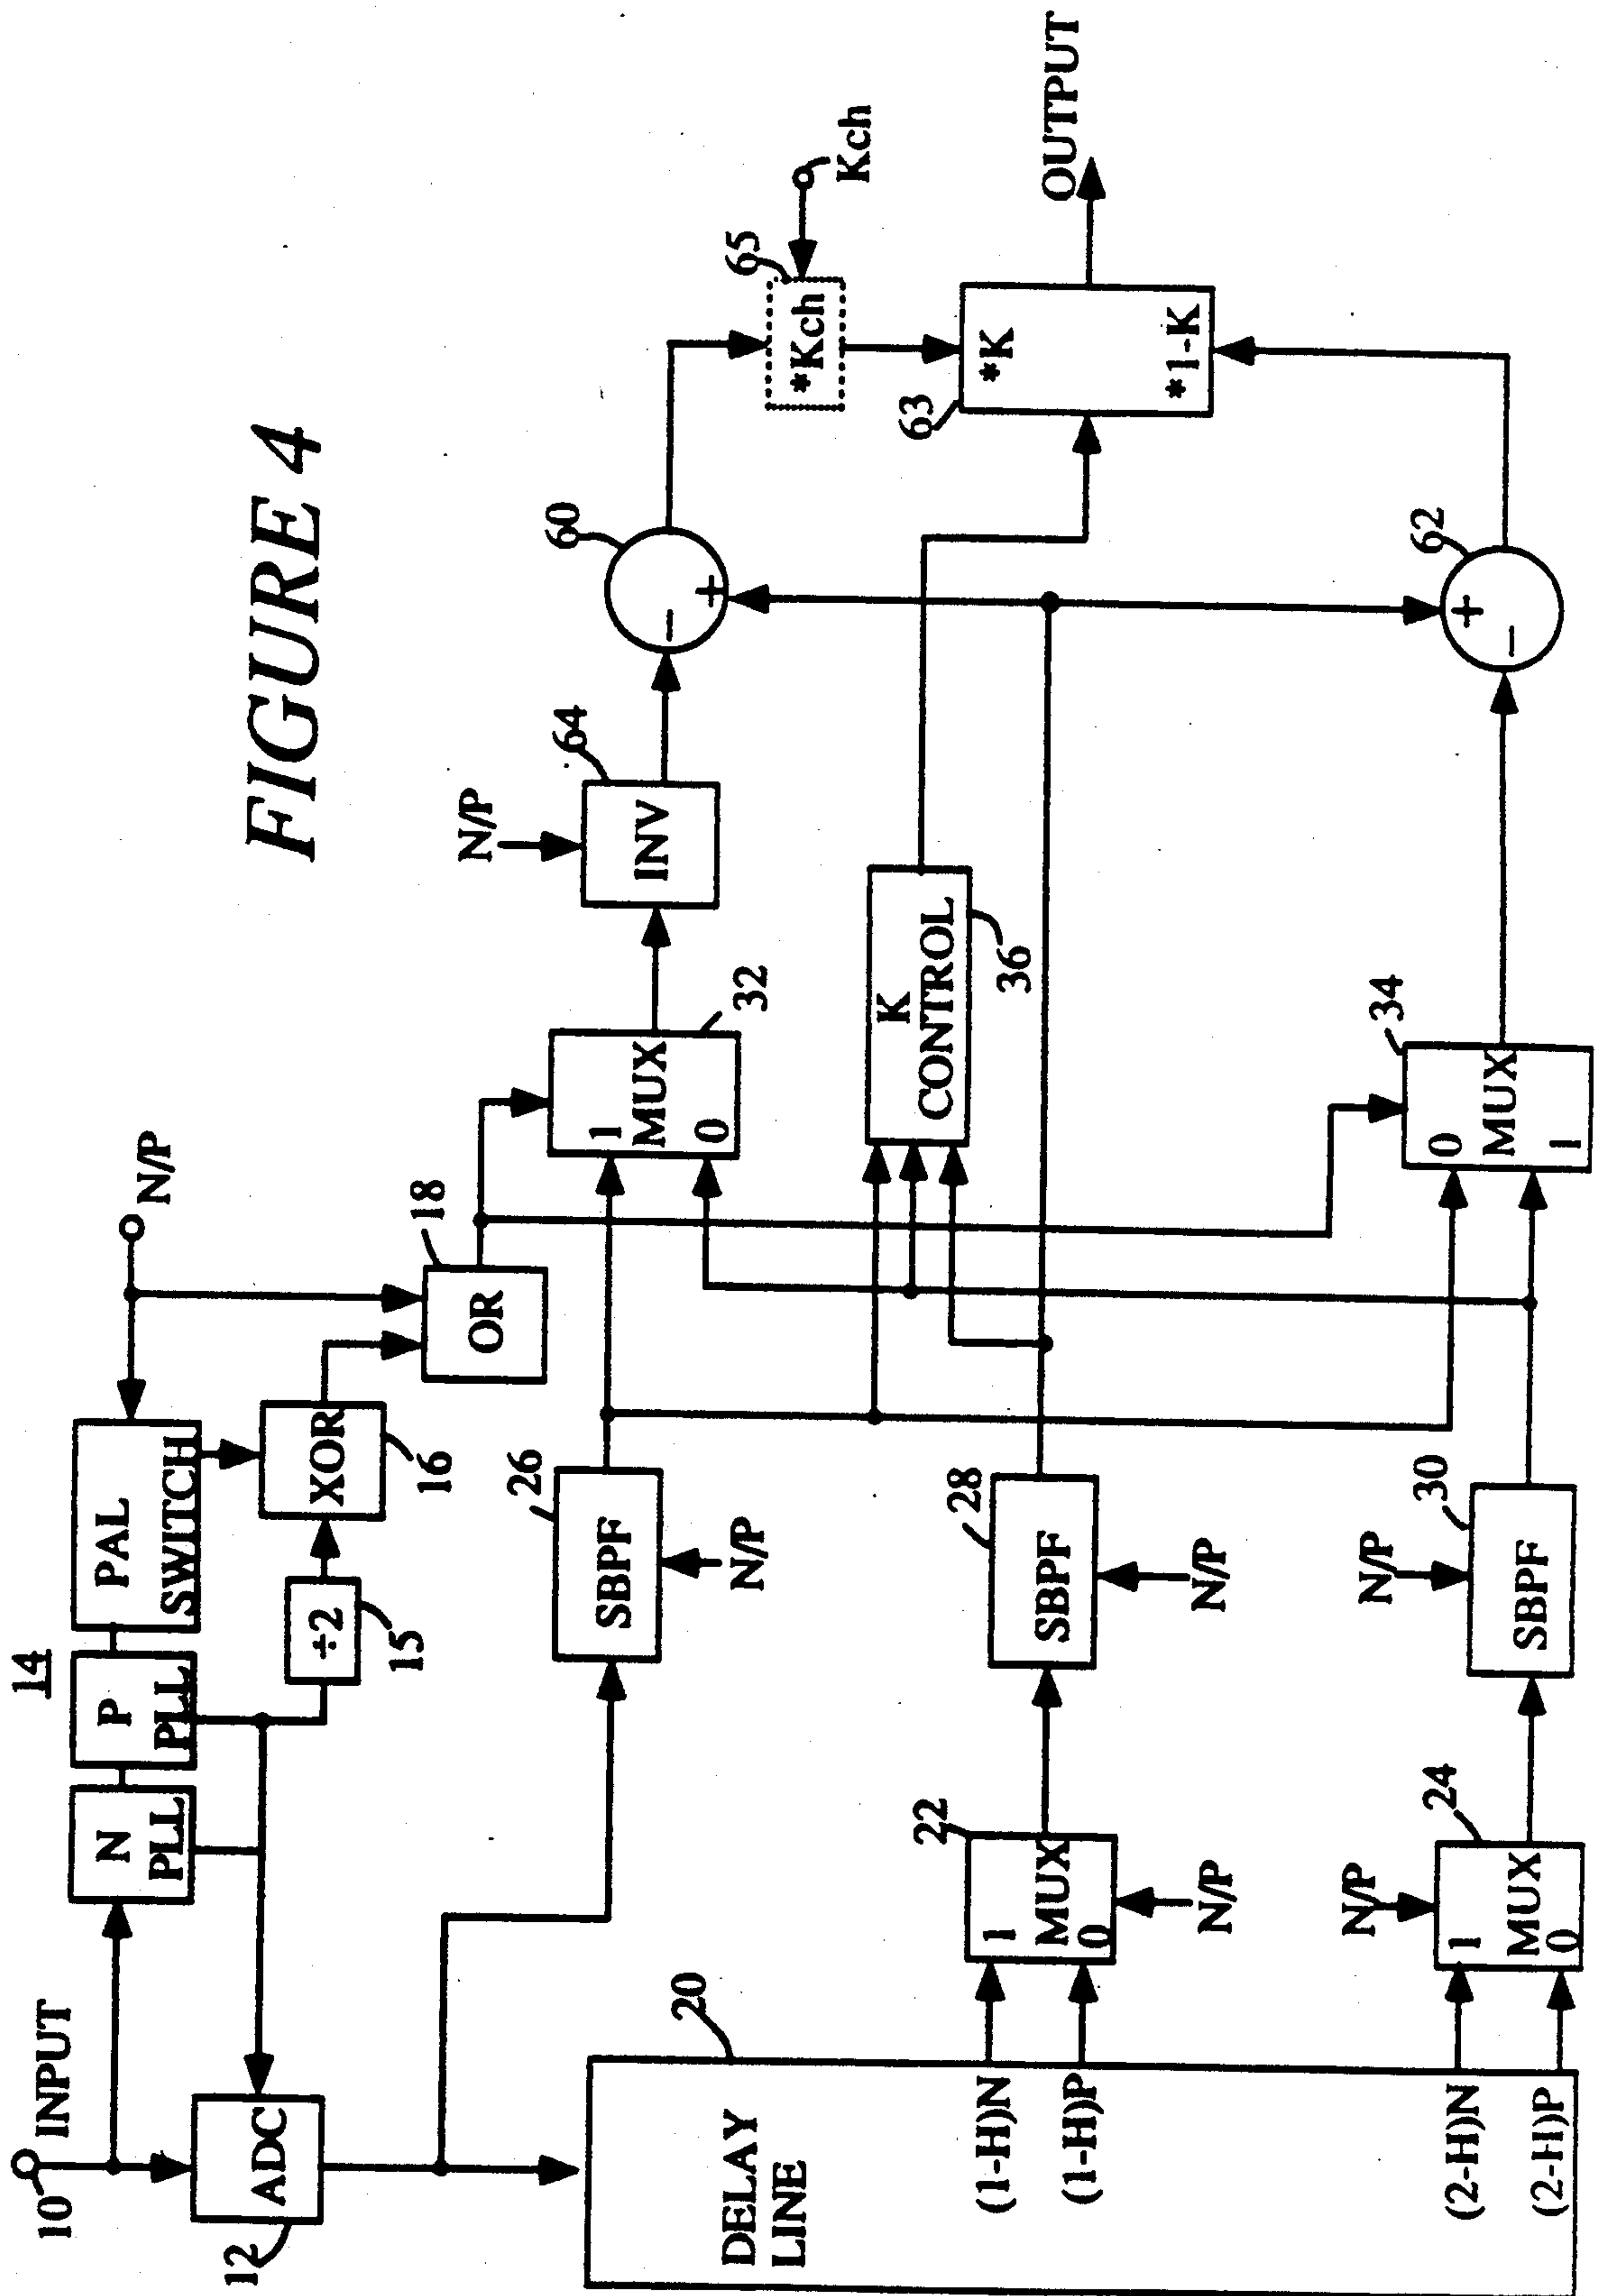 FIGURE 4
10
INPUT
14
N
PLL
P
PLL
PAL
SWITCH
N/P
12
ADC
÷2
15
XOR
16
OR
18
26
SBPF
N/P
1
MUX
0
32
N/P
INV
64
60
-
+
65
*Kch
Kch
DELAY
LINE
20
(1-H)N
(1-H)P
(2-H)N
(2-H)P
22
1
MUX
0
N/P
28
SBPF
N/P
K
CONTROL
36
63
*K
*1-K
OUTPUT
N/P
24
1
MUX
0
N/P
30
SBPF
34
0
MUX
1
62
+
-